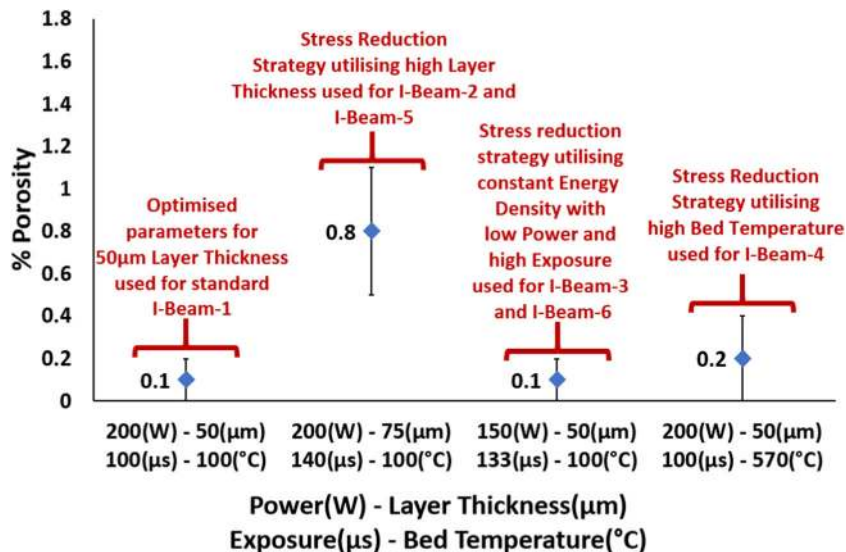 % Porosity
1.8
1.6
1.4
1.2
1
0.8
0.6
0.4
0.2
0
Optimised
parameters for
50µm Layer Thickness
used for standard
I-Beam-1
0.1
Stress Reduction
Strategy utilising high Layer
Thickness used for I-Beam-2 and
I-Beam-5
0.8
Stress reduction
strategy utilising
constant Energy
Density with
low Power and
high Exposure
used for I-Beam-3
and I-Beam-6
0.1
Stress Reduction
Strategy utilising
high Bed Temperature
used for I-Beam-4
0.2
200(W) - 50(µm)
100(µs) - 100(°C)
200(W) - 75(µm)
140(µs) - 100(°C)
150(W) - 50(µm)
133(µs) - 100(°C)
200(W) - 50(µm)
100(µs) - 570(°C)
Power(W) - Layer Thickness(µm)
Exposure(µs) - Bed Temperature(°C)